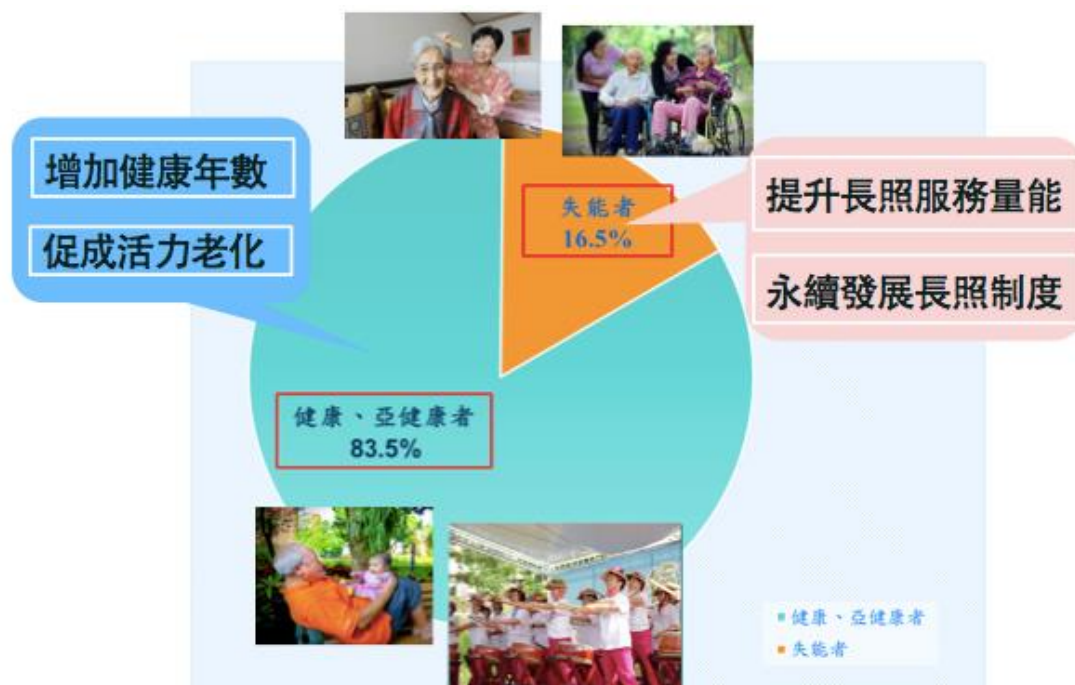 增加健康年數
促成活力老化
失能者
16.5%
提升長照服務量能
永續發展長照制度
健康、亞健康者
83.5%
健康、亞健康者
失能者